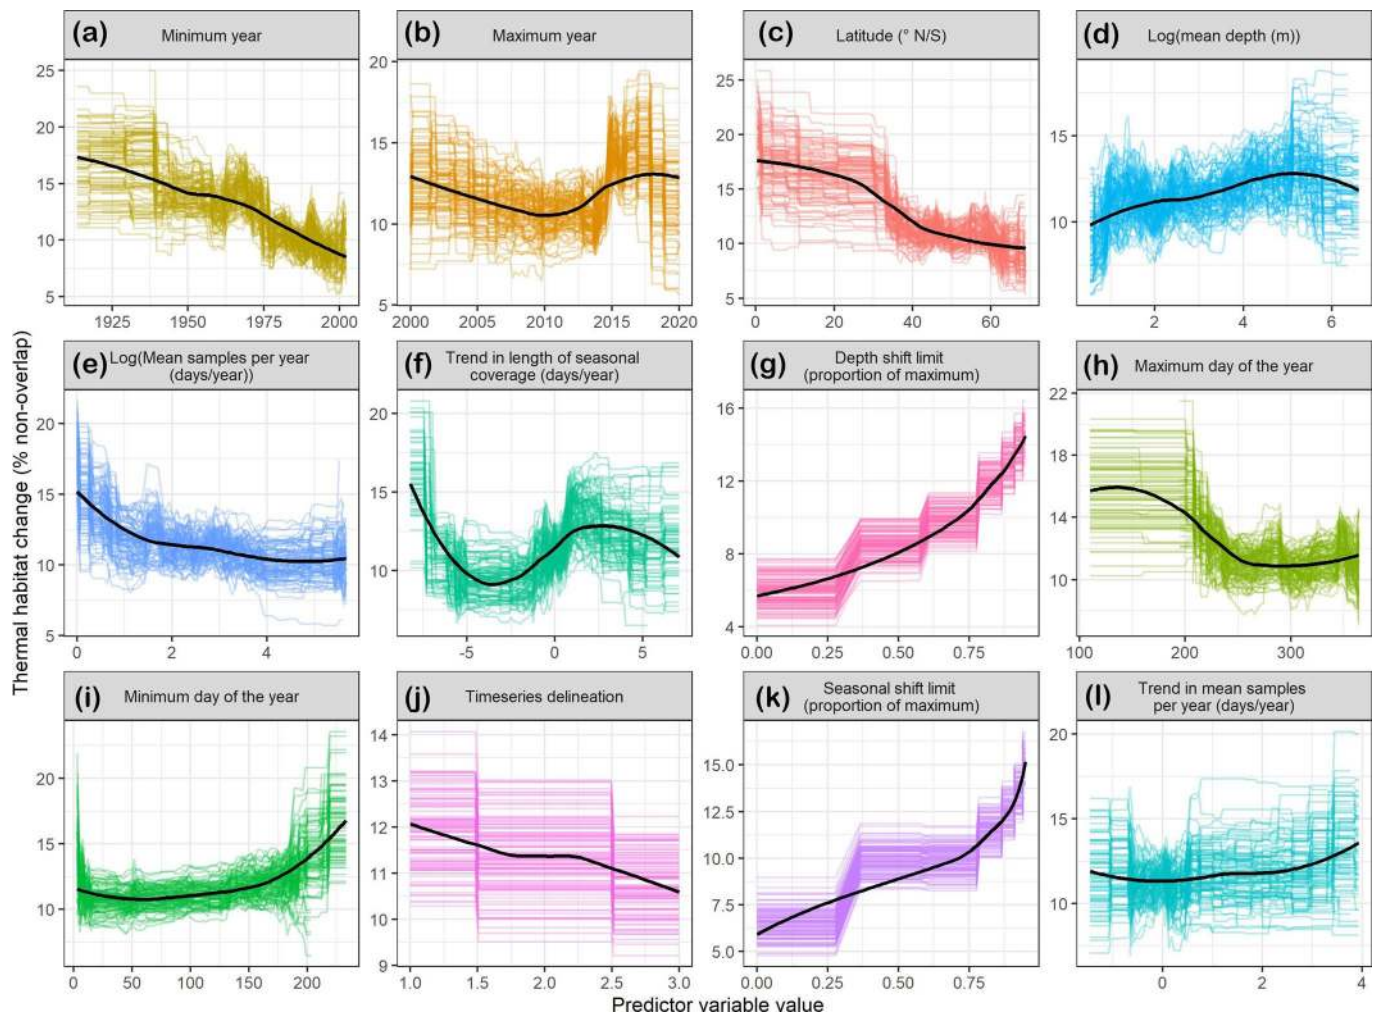 (a) Minimum year
(b) Maximum year
(c) Latitude (° N/S)
(d) Log(mean depth (m))
25
20
15
10
5
1925 1950 1975 2000
20
15
10
5
2000 2005 2010 2015 2020
25
20
15
10
5
0 20 40 60
15
10
2 4 6
(e) Log(Mean samples per year
(days/year))
(f) Trend in length of seasonal
coverage (days/year)
(g) Depth shift limit
(proportion of maximum)
(h) Maximum day of the year
20
15
10
5
0 2 4
20
15
10
-5 0 5
16
12
8
4
0.00 0.25 0.50 0.75
22
18
14
10
100 200 300
(i) Minimum day of the year
(j) Timeseries delineation
(k) Seasonal shift limit
(proportion of maximum)
(l) Trend in mean samples
per year (days/year)
20
15
10
0 50 100 150 200
14
13
12
11
10
9
1.0 1.5 2.0 2.5 3.0
15.0
12.5
10.0
7.5
5.0
0.00 0.25 0.50 0.75
20
15
10
0 2 4
Thermal habitat change (% non-overlap)
Predictor variable value